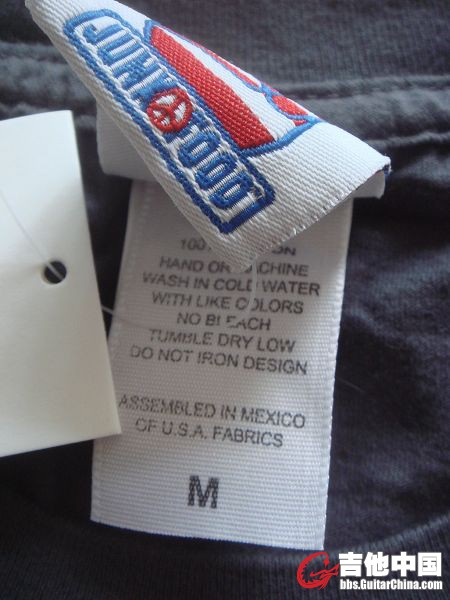 JUNK FOOD
100% COTTON
HAND OR MACHINE
WASH IN COLD WATER
WITH LIKE COLORS
NO BLEACH
TUMBLE DRY LOW
DO NOT IRON DESIGN
ASSEMBLED IN MEXICO
OF U.S.A. FABRICS
M
吉他中国
bbs.GuitarChina.com